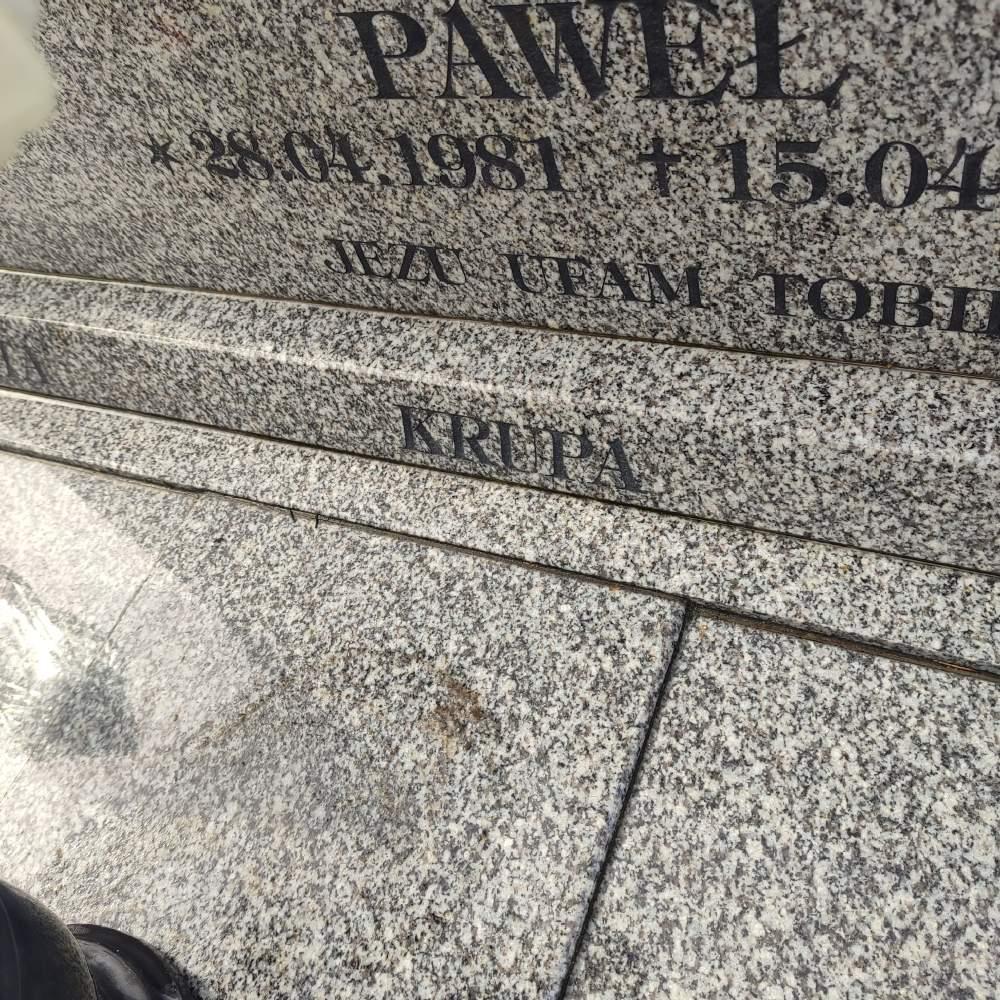 PAWEŁ
* 28.04.1981 † 15.04
JEZU UFAM TOBIE
KRUPA